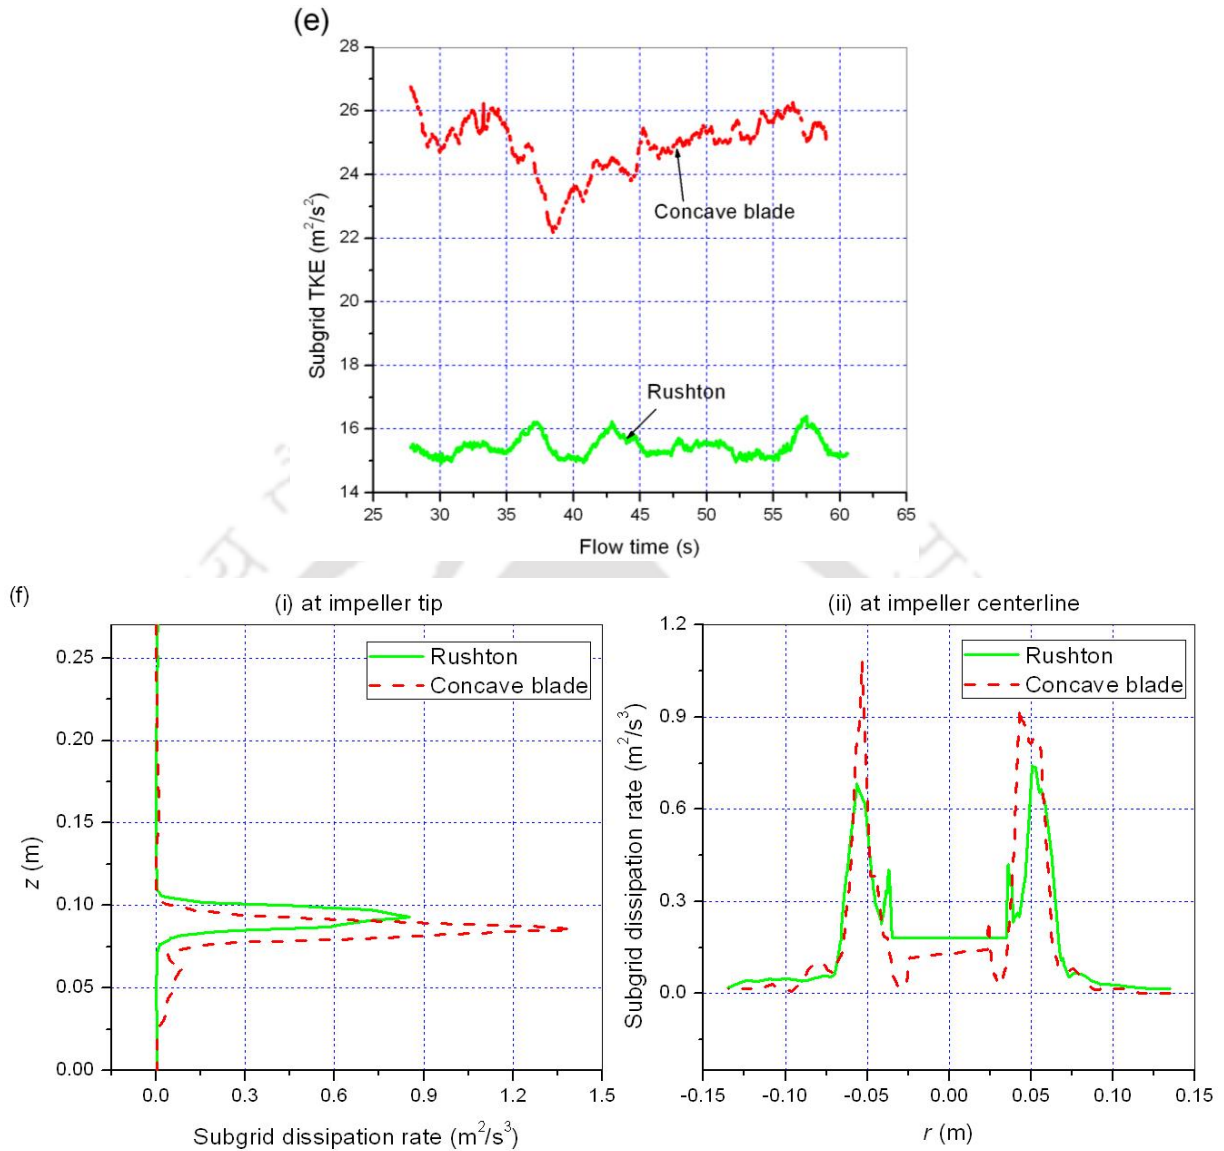 (e)
28
26
24
22
20
18
16
14
Subgrid TKE (m²/s²)
Concave blade
Rushton
25 30 35 40 45 50 55 60 65
Flow time (s)
(f)
(i) at impeller tip
0.25
0.20
0.15
0.10
0.05
0.00
z (m)
Rushton
Concave blade
0.0 0.3 0.6 0.9 1.2 1.5
Subgrid dissipation rate (m²/s³)
(ii) at impeller centerline
1.2
0.9
0.6
0.3
0.0
Subgrid dissipation rate (m²/s³)
Rushton
Concave blade
-0.15 -0.10 -0.05 0.00 0.05 0.10 0.15
r (m)